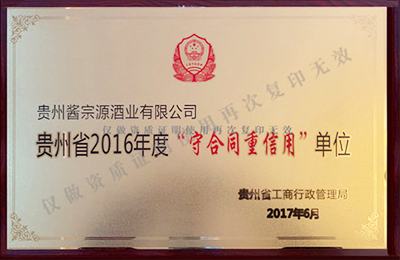 贵州酱宗源酒业有限公司
贵州省2016年度“守合同重信用”单位
贵州省工商行政管理局
2017年6月
仅做资质证明使用再次复印无效
仅做资质证明使用再次复印无效